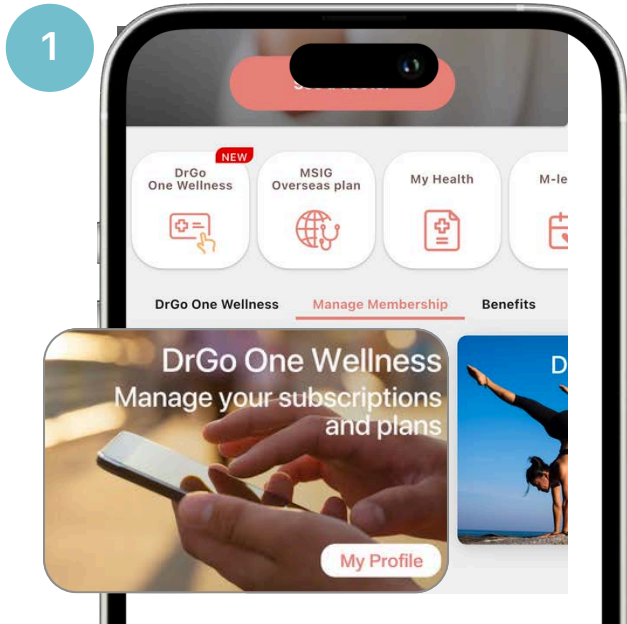 1
NEW
DrGo
One Wellness
MSIG
Overseas plan
My Health
M-le
DrGo One Wellness
Manage Membership
Benefits
DrGo One Wellness
Manage your subscriptions
and plans
My Profile
D